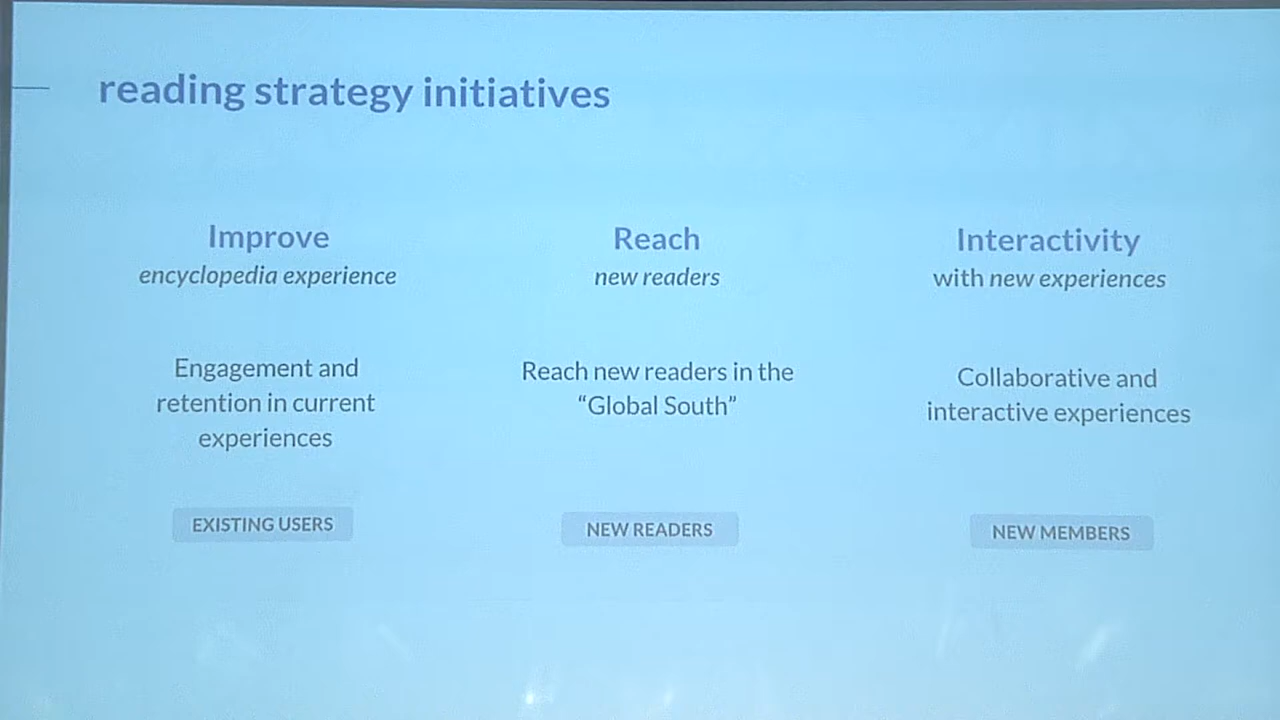 reading strategy initiatives
Improve
encyclopedia experience
Engagement and
retention in current
experiences
EXISTING USERS
Reach
new readers
Reach new readers in the
“Global South”
NEW READERS
Interactivity
with new experiences
Collaborative and
interactive experiences
NEW MEMBERS